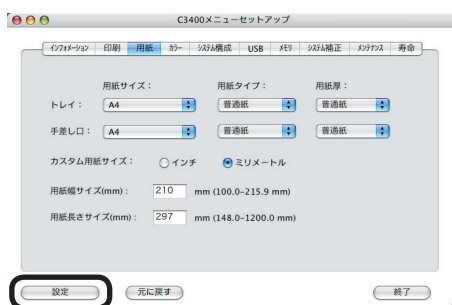 C3400メニューセットアップ
ｲﾝﾌｫﾒｰｼｮﾝ 印刷 用紙 ｶﾗｰ ｼｽﾃﾑ構成 USB ﾒﾓﾘ ｼｽﾃﾑ補正 ﾒﾝﾃﾅﾝｽ 寿命
用紙サイズ： 用紙タイプ： 用紙厚：
トレイ： A4 普通紙 普通紙
手差し口： A4 普通紙 普通紙
カスタム用紙サイズ： インチ ミリメートル
用紙幅サイズ(mm)： 210 mm (100.0-215.9 mm)
用紙長さサイズ(mm)： 297 mm (148.0-1200.0 mm)
設定 元に戻す 終了